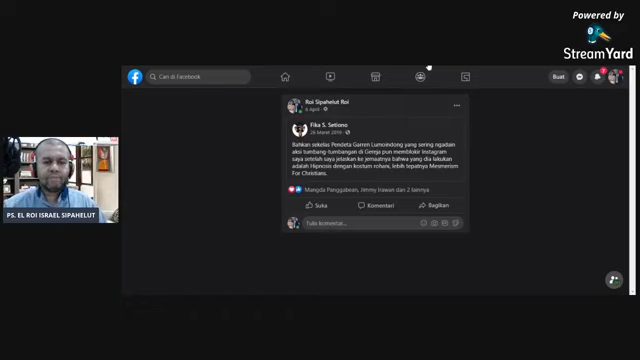 Powered by
StreamYard
Cari di Facebook
Buat
Roi Sipahelut Roi
6 April
Fika S. Setiono
26 Maret 2019
Bahkan sekelas Pendeta Garren Lumoindong yang sering ngadain
aksi tumbang-tumbangan di Gereja pun memblokir Instagram
saya setelah saya jelaskan ke jemaatnya bahwa yang dia lakukan
adalah Hipnosis dengan kostum rohani, lebih tepatnya Mesmerism
For Christians.
Mangda Panggabean, Jimmy Irawan dan 2 lainnya
Suka
Komentari
Bagikan
Tulis komentar...
PS. EL ROI ISRAEL SIPAHELUT